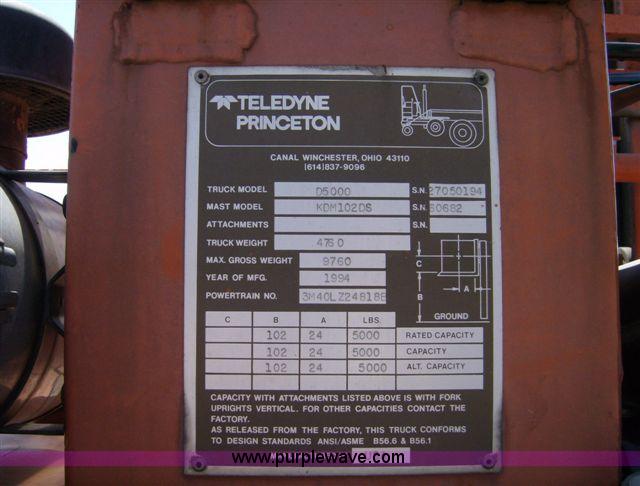 TELEDYNE
PRINCETON
CANAL WINCHESTER, OHIO 43110
(614)837-9096
TRUCK MODEL D5000 S.N. 27050194
MAST MODEL KDM102DS S.N. 60682
ATTACHMENTS S.N.
TRUCK WEIGHT 4760
MAX. GROSS WEIGHT 9760
YEAR OF MFG. 1994
POWERTRAIN NO. 3M40LZ248188
C
A
B
GROUND
C B A LBS.
102 24 5000 RATED CAPACITY
102 24 5000 CAPACITY
102 24 5000 ALT. CAPACITY
CAPACITY WITH ATTACHMENTS LISTED ABOVE IS WITH FORK
UPRIGHTS VERTICAL. FOR OTHER CAPACITIES CONTACT THE
FACTORY.
AS RELEASED FROM THE FACTORY, THIS TRUCK CONFORMS
TO DESIGN STANDARDS ANSI/ASME B56.6 & B56.1
www.purplewave.com